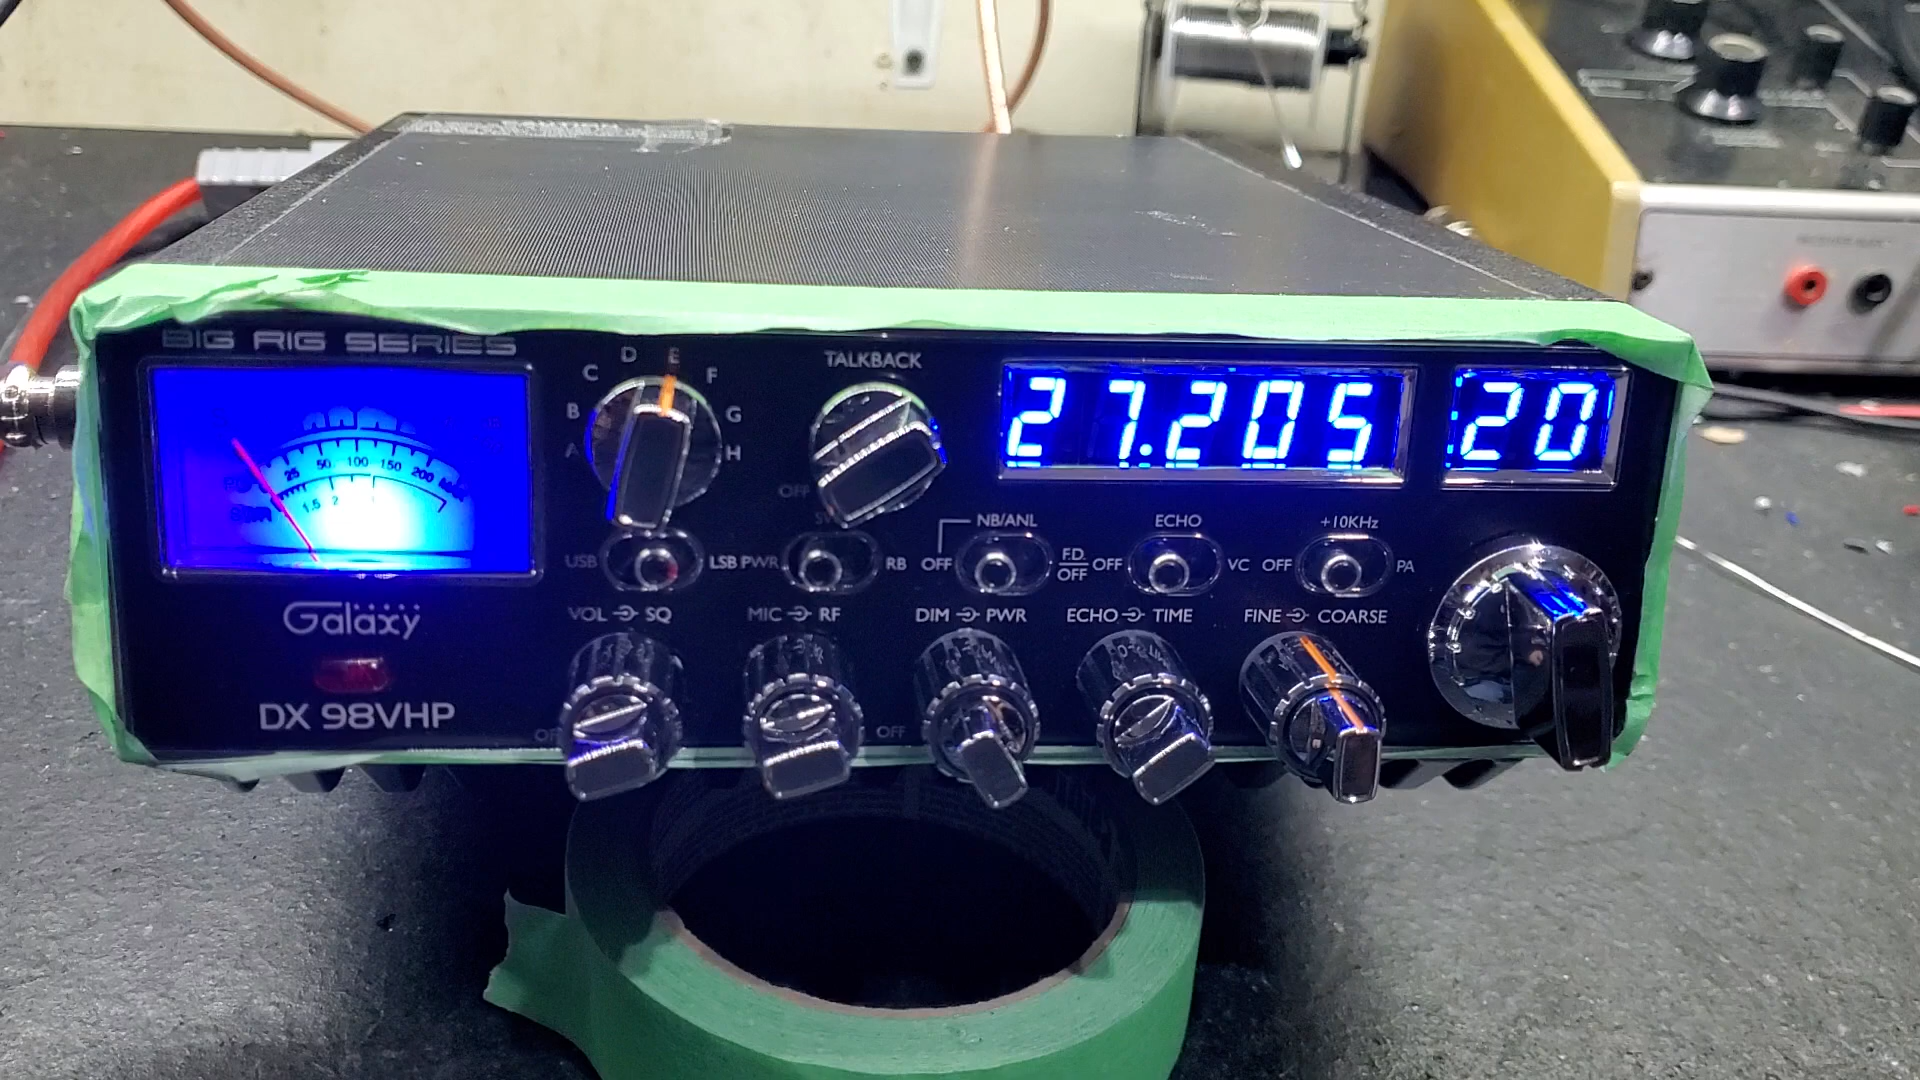 BIG RIG SERIES
25 50 100 150 200
1.5 2
D E
C F
B G
A H
TALKBACK
OFF
27.205
20
USB LSB
PWR RB
NB/ANL
OFF F.D. OFF
ECHO
OFF VC
+10KHz
OFF PA
Galaxy
DX 98VHP
VOL SQ
MIC RF
DIM PWR
ECHO TIME
FINE COARSE
OFF